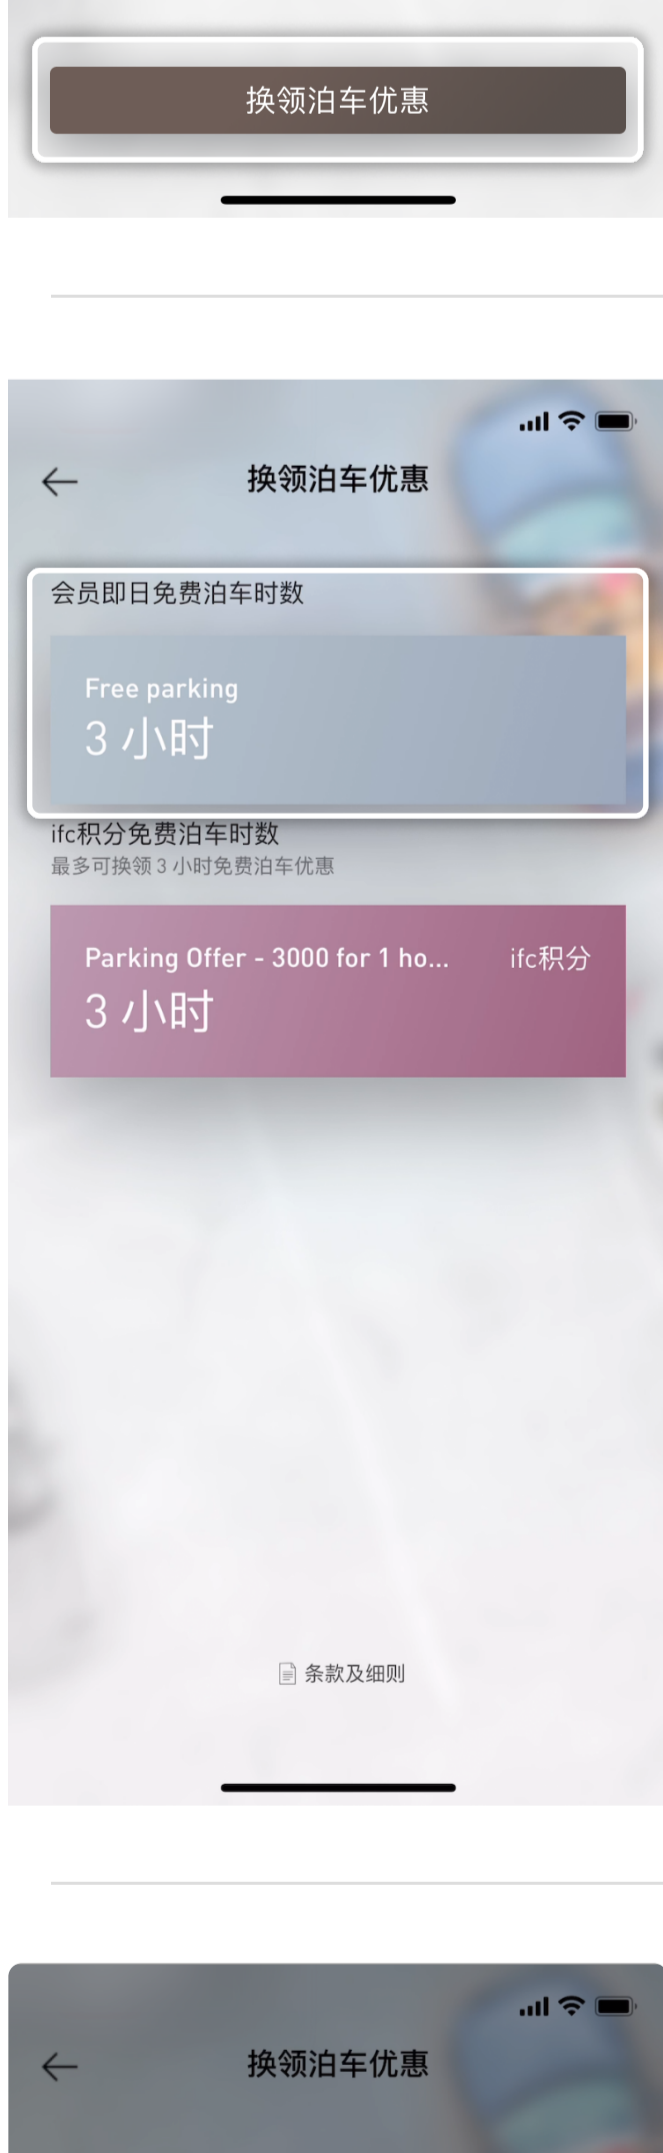 换领泊车优惠
换领泊车优惠
会员即日免费泊车时数
Free parking
3 小时
ifc积分免费泊车时数
最多可换领 3 小时免费泊车优惠
Parking Offer - 3000 for 1 ho... ifc积分
3 小时
条款及细则
换领泊车优惠